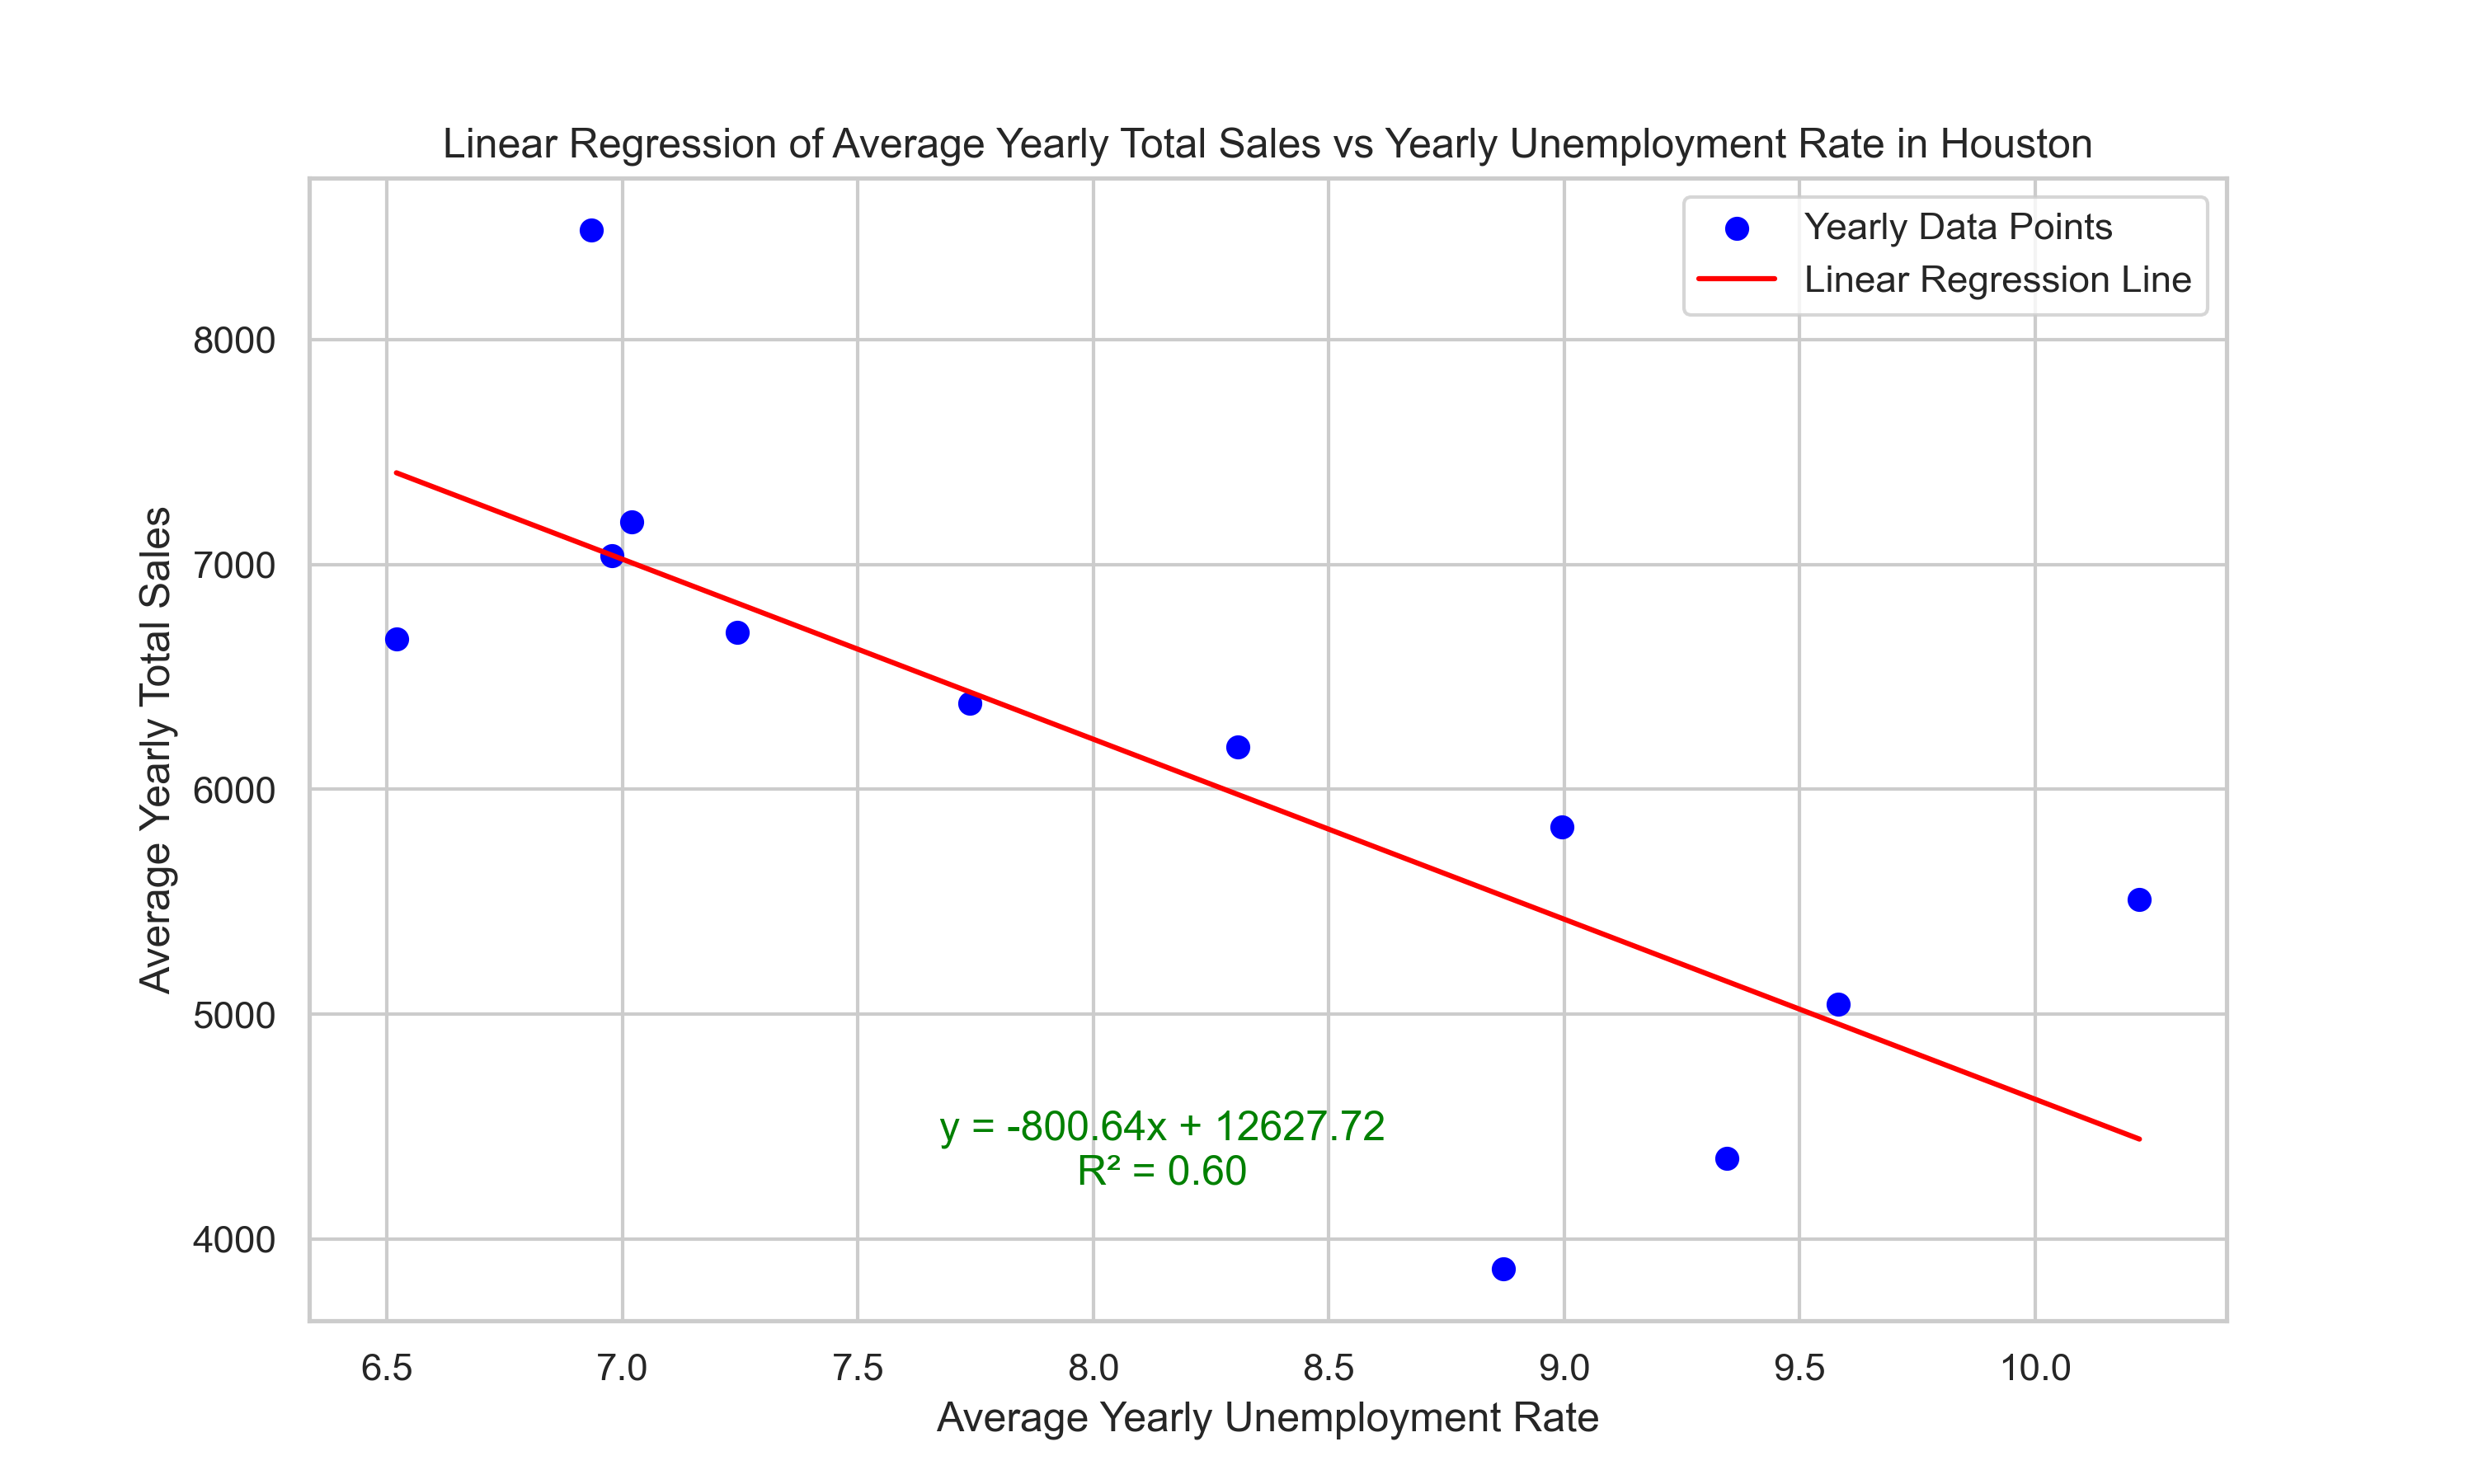 Linear Regression of Average Yearly Total Sales vs Yearly Unemployment Rate in Houston
Yearly Data Points
Linear Regression Line
8000
7000
6000
5000
4000
Average Yearly Total Sales
y = -800.64x + 12627.72
R² = 0.60
6.5 7.0 7.5 8.0 8.5 9.0 9.5 10.0
Average Yearly Unemployment Rate